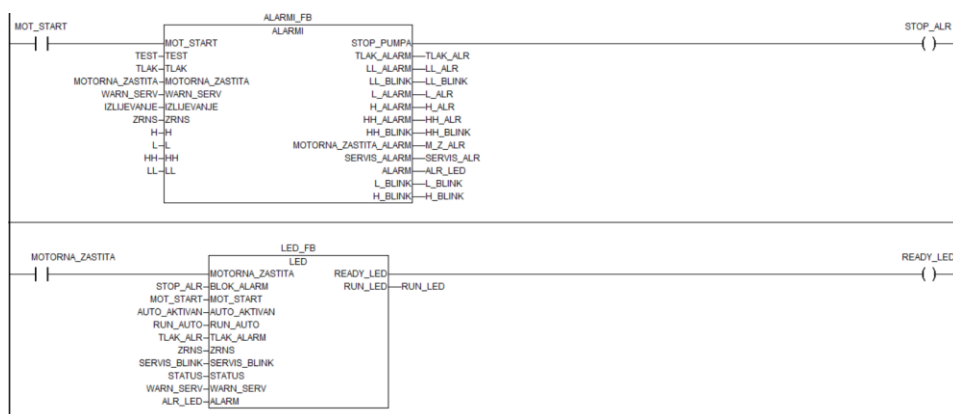 ALARMI_FB
MOT_START ALARMI STOP_ALR
MOT_START STOP_PUMPA
TEST TEST TLAK_ALARM TLAK_ALR
TLAK TLAK LL_ALARM LL_ALR
MOTORNA_ZASTITA MOTORNA_ZASTITA LL_BLINK LL_BLINK
WARN_SERV WARN_SERV L_ALARM L_ALR
IZLIJEVANJE IZLIJEVANJE H_ALARM H_ALR
ZRNS ZRNS HH_ALARM HH_ALR
H H HH_BLINK HH_BLINK
L L MOTORNA_ZASTITA_ALARM M_Z_ALR
HH HH SERVIS_ALARM SERVIS_ALR
LL LL ALARM ALR_LED
L_BLINK L_BLINK
H_BLINK H_BLINK
LED_FB
MOTORNA_ZASTITA LED READY_LED
MOTORNA_ZASTITA READY_LED
STOP_ALR BLOK_ALARM RUN_LED RUN_LED
MOT_START MOT_START
AUTO_AKTIVAN AUTO_AKTIVAN
RUN_AUTO RUN_AUTO
TLAK_ALR TLAK_ALARM
ZRNS ZRNS
SERVIS_BLINK SERVIS_BLINK
STATUS STATUS
WARN_SERV WARN_SERV
ALR_LED ALARM